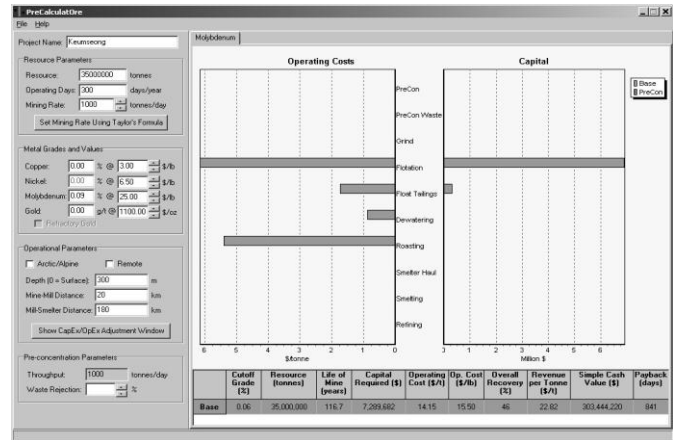 PreCalculatOre
File Help
Project Name: Keumseong
Resource Parameters
Resource: 35000000 tonnes
Operating Days: 300 days/year
Mining Rate: 1000 tonnes/day
Set Mining Rate Using Taylor's Formula
Metal Grades and Values
Copper: 0.00 % @ 3.00 $/lb
Nickel: 0.00 % @ 6.50 $/lb
Molybdenum: 0.09 % @ 25.00 $/lb
Gold: 0.00 g/t @ 1100.00 $/oz
Refractory Gold
Operational Parameters
Arctic/Alpine Remote
Depth (0 = Surface): 300 m
Mine-Mill Distance: 20 km
Mill-Smelter Distance: 180 km
Show CapEx/OpEx Adjustment Window
Pre-concentration Parameters
Throughput: 1000 tonnes/day
Waste Rejection: %
Molybdenum
Operating Costs Capital
Base
PreCon
PreCon
PreCon Waste
Grind
Flotation
Float Tailings
Dewatering
Roasting
Smelter Haul
Smelting
Refining
6 5 4 3 2 1 0
$/tonne
0 1 2 3 4 5 6
Million $
Cutoff Grade (%) Resource (tonnes) Life of Mine (years) Capital Required ($) Operating Cost ($/t) Op. Cost ($/lb) Overall Recovery (%) Revenue per Tonne ($/t) Simple Cash Value ($) Payback (days)
Base 0.06 35,000,000 116.7 7,289,682 14.15 15.50 46 22.82 303,444,220 841